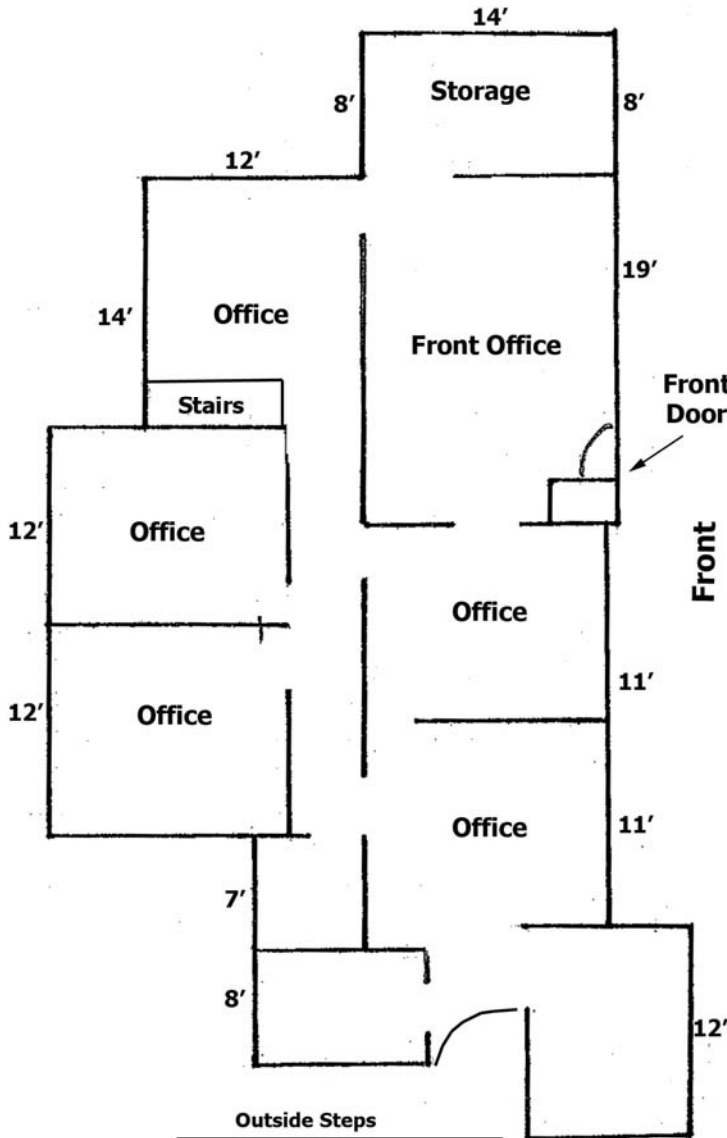 14'
8'
Storage
8'
12'
19'
14'
Office
Front Office
Front
Door
Stairs
12'
Office
Front
Office
11'
12'
Office
Office
11'
7'
8'
12'
Outside Steps